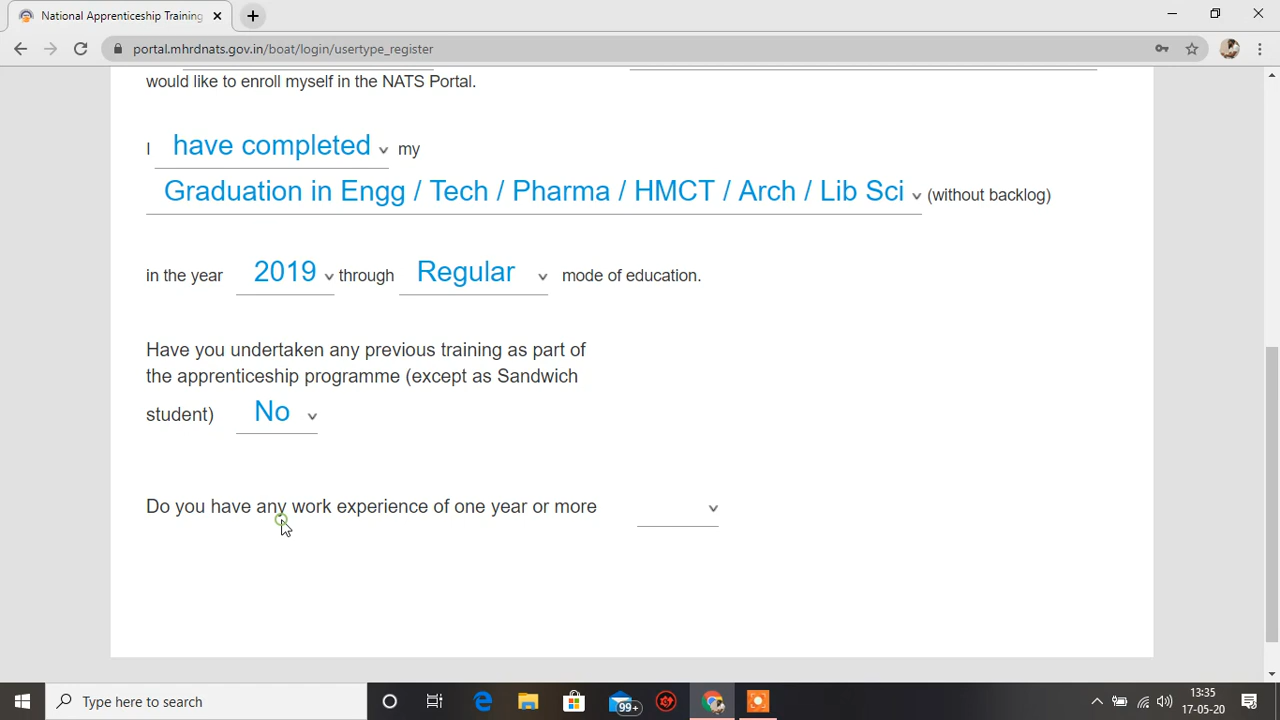 National Apprenticeship Training
portal.mhrdnats.gov.in/boat/login/usertype_register
would like to enroll myself in the NATS Portal.
I have completed my
Graduation in Engg / Tech / Pharma / HMCT / Arch / Lib Sci (without backlog)
in the year 2019 through Regular mode of education.
Have you undertaken any previous training as part of
the apprenticeship programme (except as Sandwich
student) No
Do you have any work experience of one year or more
Type here to search
99+
13:35
17-05-20